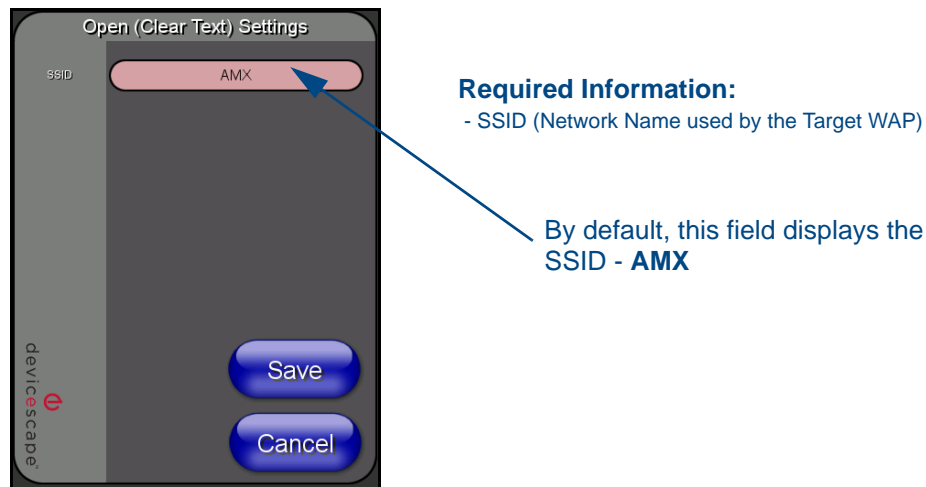 Open (Clear Text) Settings
SSID
AMX
Save
Cancel
devicescape
Required Information:
- SSID (Network Name used by the Target WAP)
By default, this field displays the
SSID - AMX